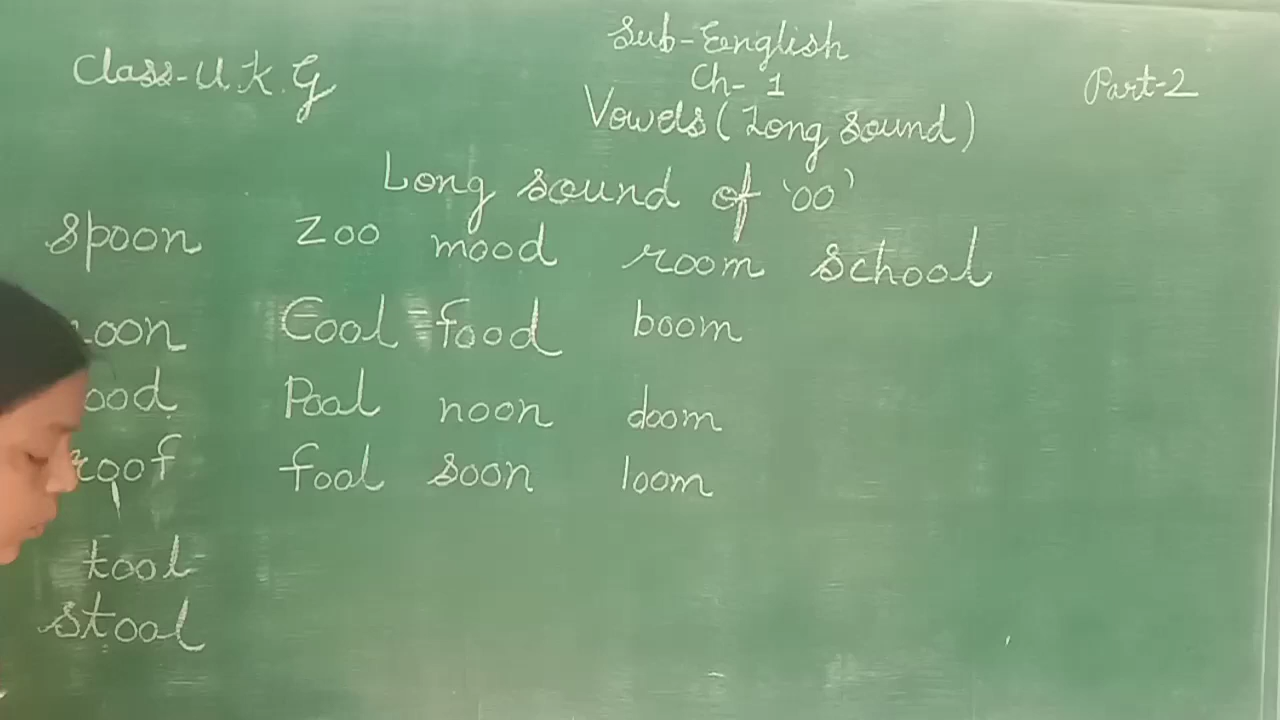 Sub-English
Class-U.K.G
Ch-1
Part-2
Vowels (Long sound)
Long sound of 'oo'
spoon zoo mood room school
Cool food boom
Pool noon doom
roof fool soon loom
tool
stool